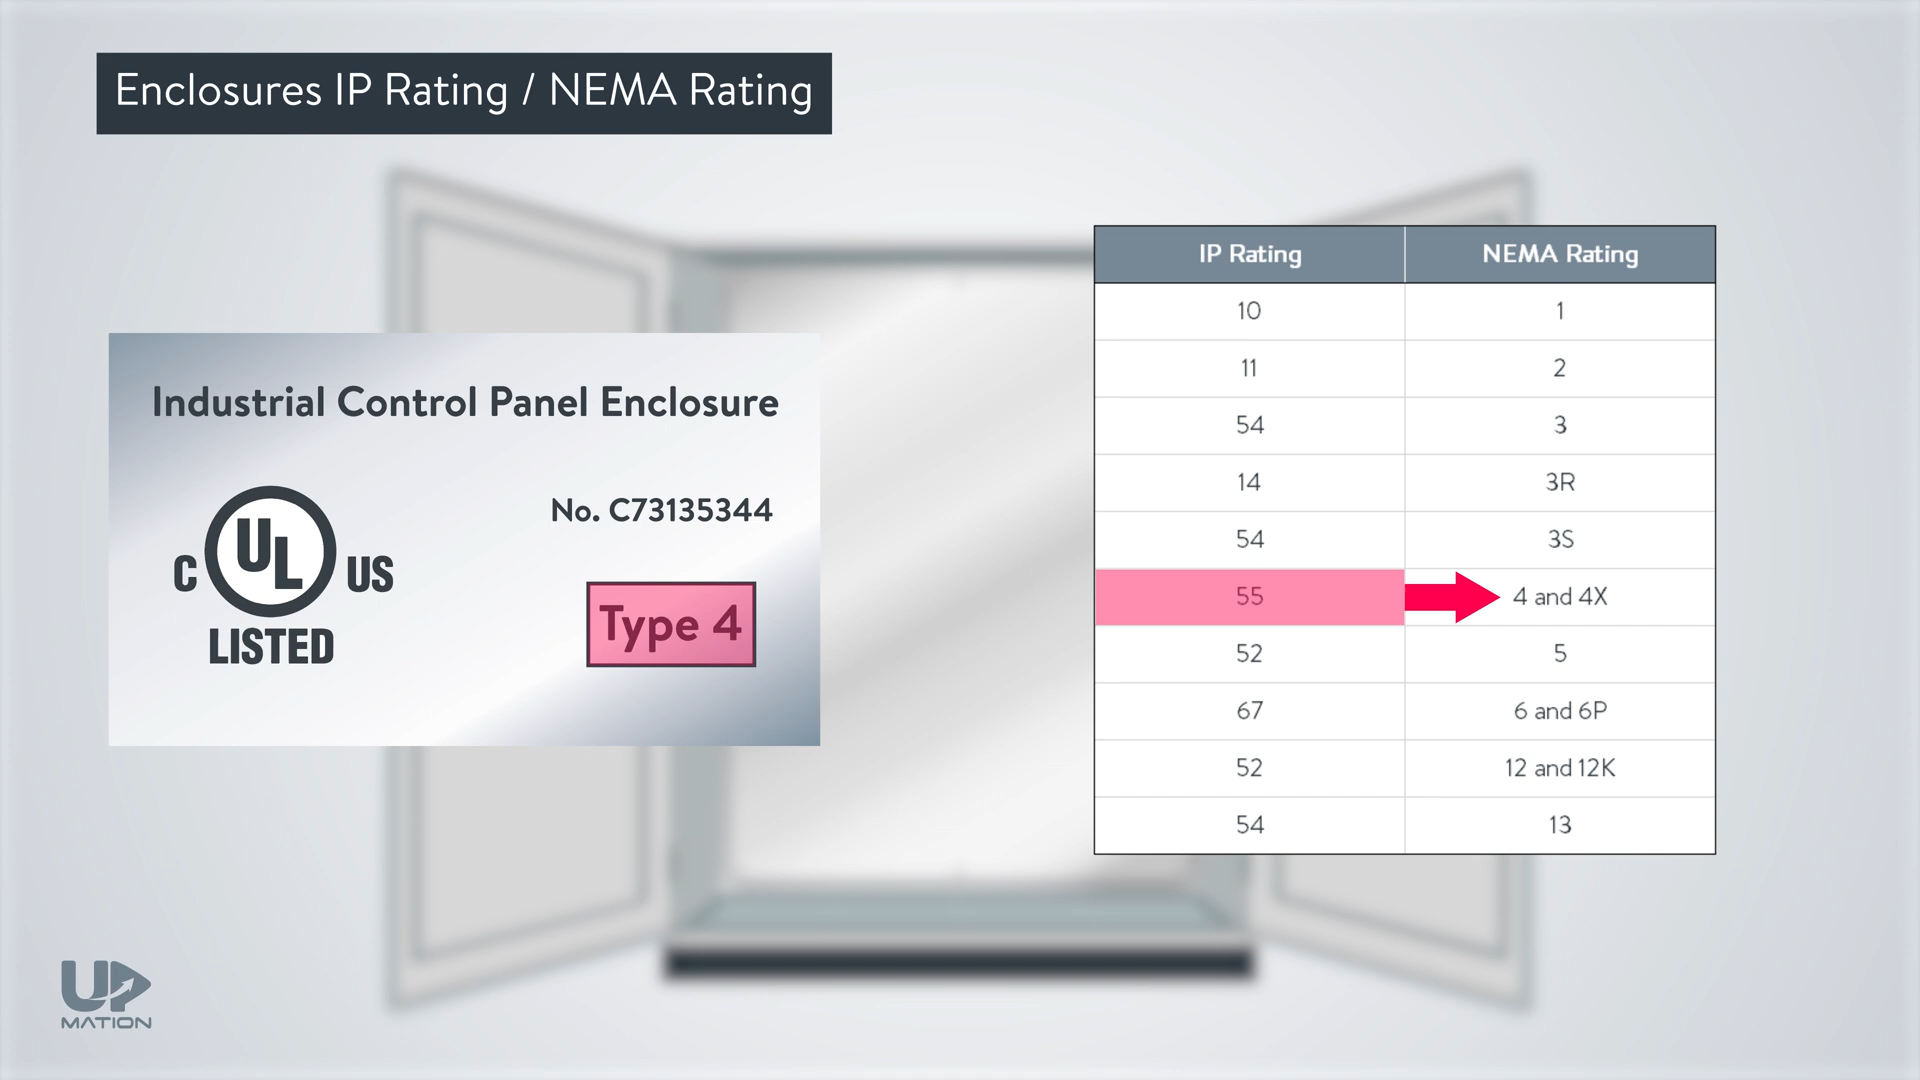 Enclosures IP Rating / NEMA Rating
Industrial Control Panel Enclosure
No. C73135344
C UL US
LISTED
Type 4
IP Rating NEMA Rating
10 1
11 2
54 3
14 3R
54 3S
55 4 and 4X
52 5
67 6 and 6P
52 12 and 12K
54 13
UP
MATION